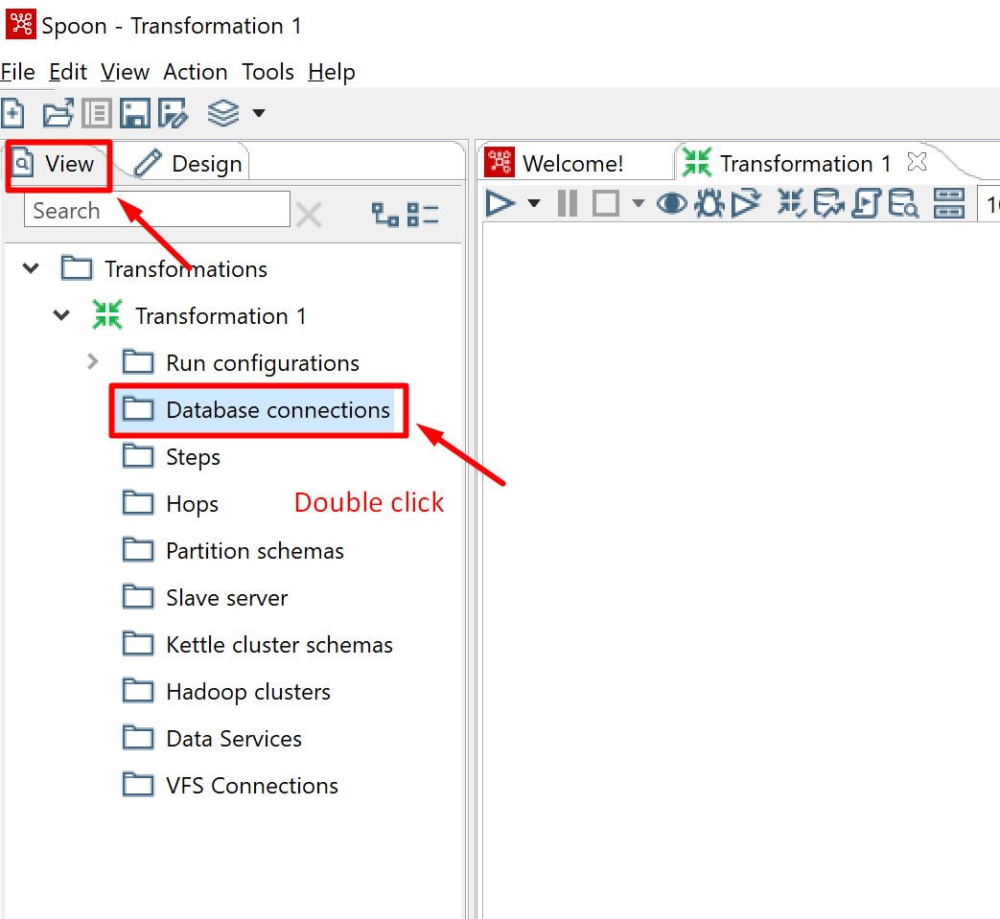 Spoon - Transformation 1
File Edit View Action Tools Help
View Design
Welcome! Transformation 1
Search
Transformations
Transformation 1
Run configurations
Database connections
Steps
Hops
Double click
Partition schemas
Slave server
Kettle cluster schemas
Hadoop clusters
Data Services
VFS Connections